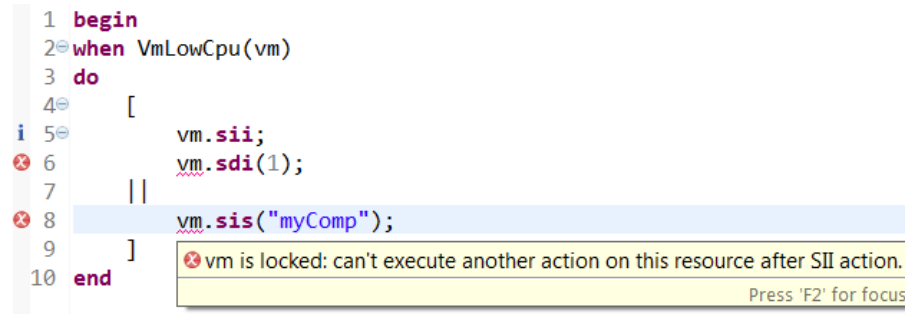 1 begin
2 when VmLowCpu(vm)
3 do
4 [
i 5 vm.sii;
6 vm.sdi(1);
7 ||
8 vm.sis("myComp");
9 ]
vm is locked: can't execute another action on this resource after SII action.
10 end
Press 'F2' for focus